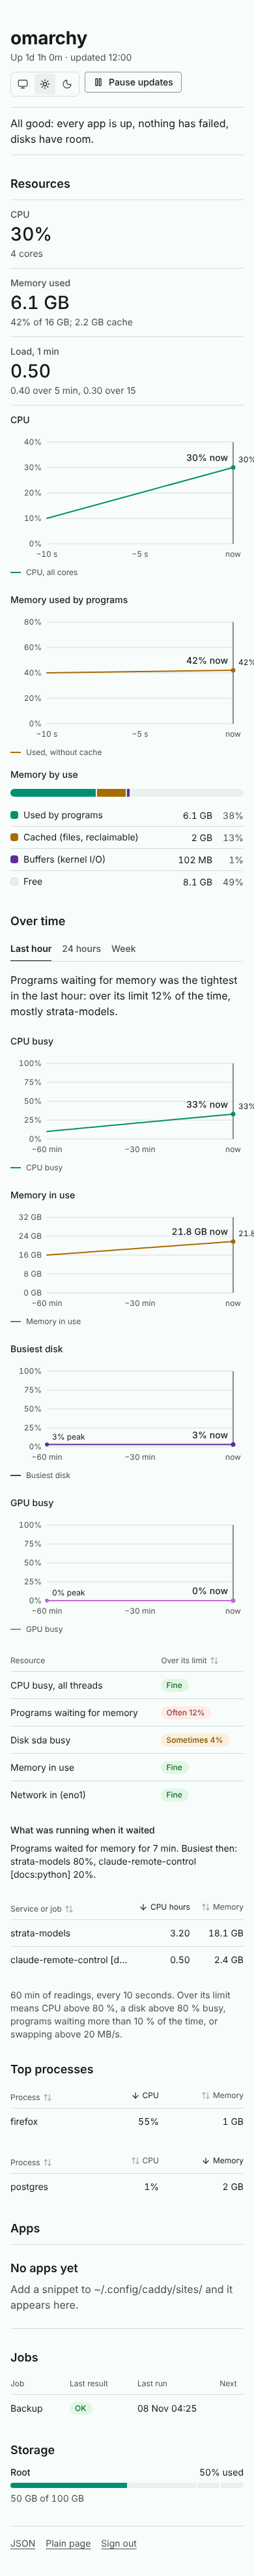 omarchy
Up 1d 1h 0m · updated 12:00
Pause updates
All good: every app is up, nothing has failed,
disks have room.
Resources
CPU
30%
4 cores
Memory used
6.1 GB
42% of 16 GB; 2.2 GB cache
Load, 1 min
0.50
0.40 over 5 min, 0.30 over 15
CPU
40%
30%
20%
10%
0%
30% now
30%
−10 s
−5 s
now
CPU, all cores
Memory used by programs
80%
60%
40%
20%
0%
42% now
42%
−10 s
−5 s
now
Used, without cache
Memory by use
Used by programs 6.1 GB 38%
Cached (files, reclaimable) 2 GB 13%
Buffers (kernel I/O) 102 MB 1%
Free 8.1 GB 49%
Over time
Last hour 24 hours Week
Programs waiting for memory was the tightest
in the last hour: over its limit 12% of the time,
mostly strata-models.
CPU busy
100%
75%
50%
25%
0%
33% now
33%
−60 min
−30 min
now
CPU busy
Memory in use
32 GB
24 GB
16 GB
8 GB
0 GB
21.8 GB now
21.8
−60 min
−30 min
now
Memory in use
Busiest disk
100%
75%
50%
25%
0%
3% peak
3% now
−60 min
−30 min
now
Busiest disk
GPU busy
100%
75%
50%
25%
0%
0% peak
0% now
−60 min
−30 min
now
GPU busy
Resource Over its limit
CPU busy, all threads Fine
Programs waiting for memory Often 12%
Disk sda busy Sometimes 4%
Memory in use Fine
Network in (eno1) Fine
What was running when it waited
Programs waited for memory for 7 min. Busiest then:
strata-models 80%, claude-remote-control
[docs:python] 20%.
Service or job CPU hours Memory
strata-models 3.20 18.1 GB
claude-remote-control [d... 0.50 2.4 GB
60 min of readings, every 10 seconds. Over its limit
means CPU above 80 %, a disk above 80 % busy,
programs waiting more than 10 % of the time, or
swapping above 20 MB/s.
Top processes
Process CPU Memory
firefox 55% 1 GB
Process CPU Memory
postgres 1% 2 GB
Apps
No apps yet
Add a snippet to ~/.config/caddy/sites/ and it
appears here.
Jobs
Job Last result Last run Next
Backup OK 08 Nov 04:25
Storage
Root 50% used
50 GB of 100 GB
JSON Plain page Sign out